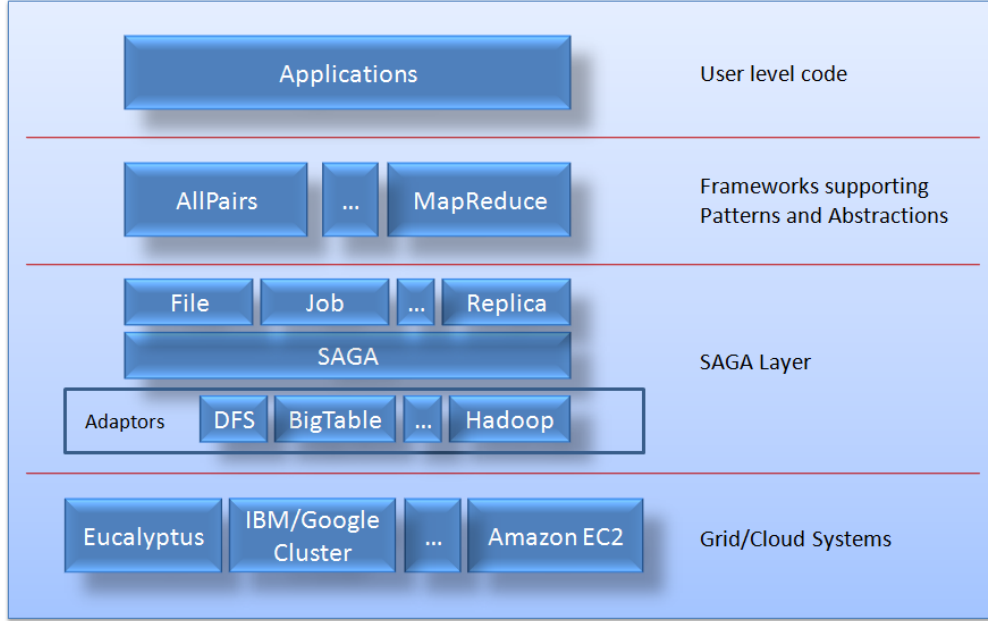 Applications
User level code
AllPairs
...
MapReduce
Frameworks supporting
Patterns and Abstractions
File
Job
...
Replica
SAGA
SAGA Layer
Adaptors
DFS
BigTable
...
Hadoop
Eucalyptus
IBM/Google
Cluster
...
Amazon EC2
Grid/Cloud Systems